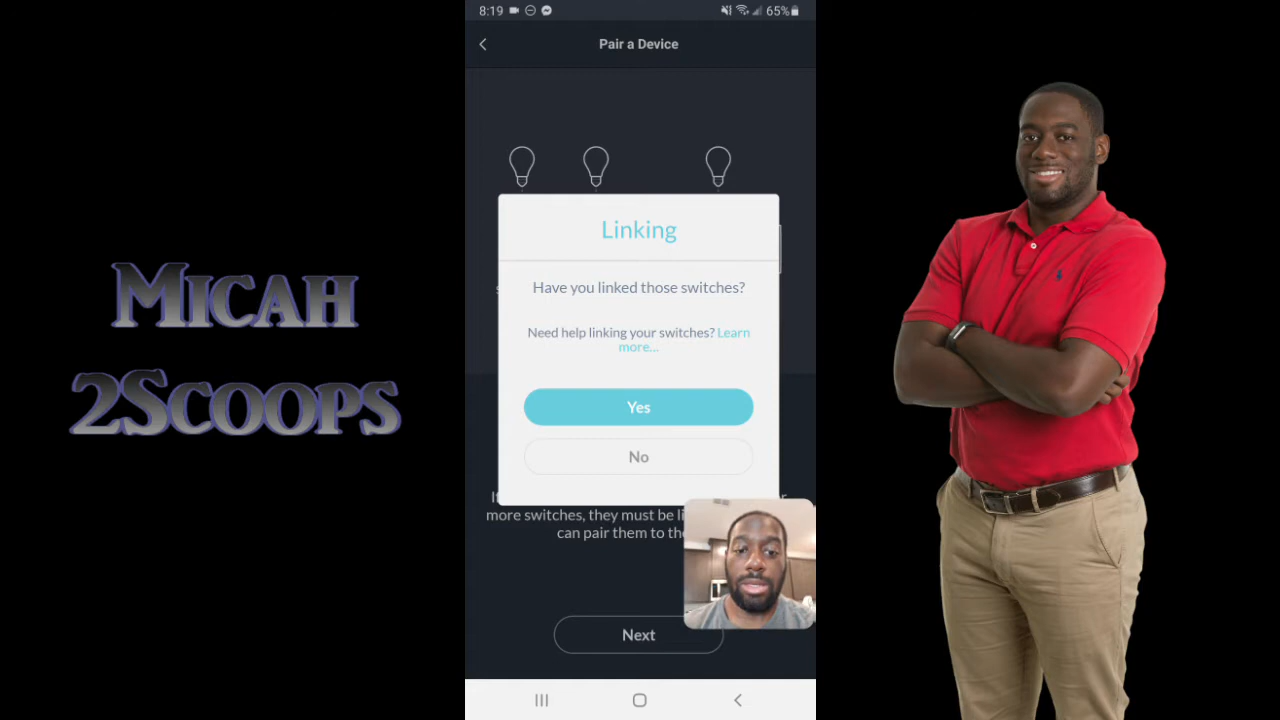 8:19 65%
Pair a Device
Linking
Have you linked those switches?
Need help linking your switches? Learn
more...
Yes
No
more switches, they must be li
can pair them to the
Next
Micah
2Scoops